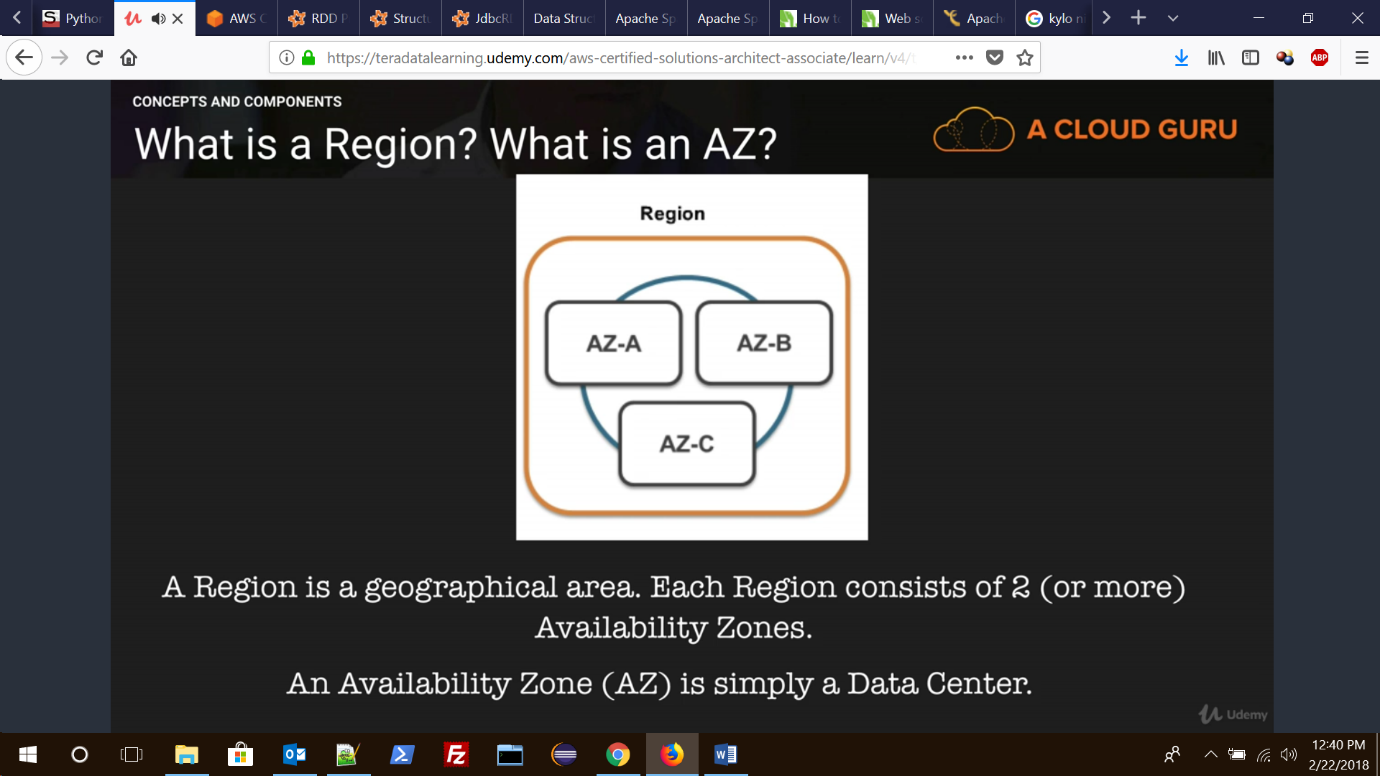 Python
AWS C
RDD P
Struct
JdbcR
Data Struc
Apache Sp
Apache Sp
How t
Web s
Apach
kylo n
https://teradatalearning.udemy.com/aws-certified-solutions-architect-associate/learn/v4/
ABP
CONCEPTS AND COMPONENTS
What is a Region? What is an AZ?
A CLOUD GURU
Region
AZ-A
AZ-B
AZ-C
A Region is a geographical area. Each Region consists of 2 (or more)
Availability Zones.
An Availability Zone (AZ) is simply a Data Center.
Udemy
12:40 PM
2/22/2018